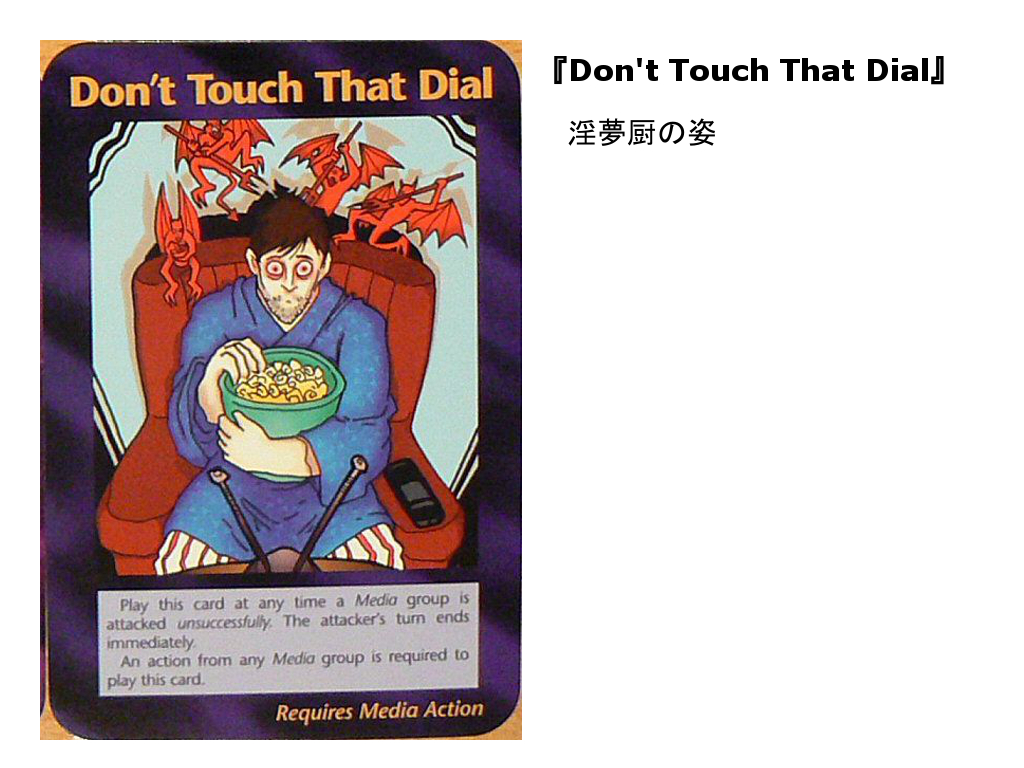 Don't Touch That Dial
Play this card at any time a Media group is
attacked unsuccessfully. The attacker's turn ends
immediately.
An action from any Media group is required to
play this card.
Requires Media Action
『Don't Touch That Dial』
淫夢厨の姿